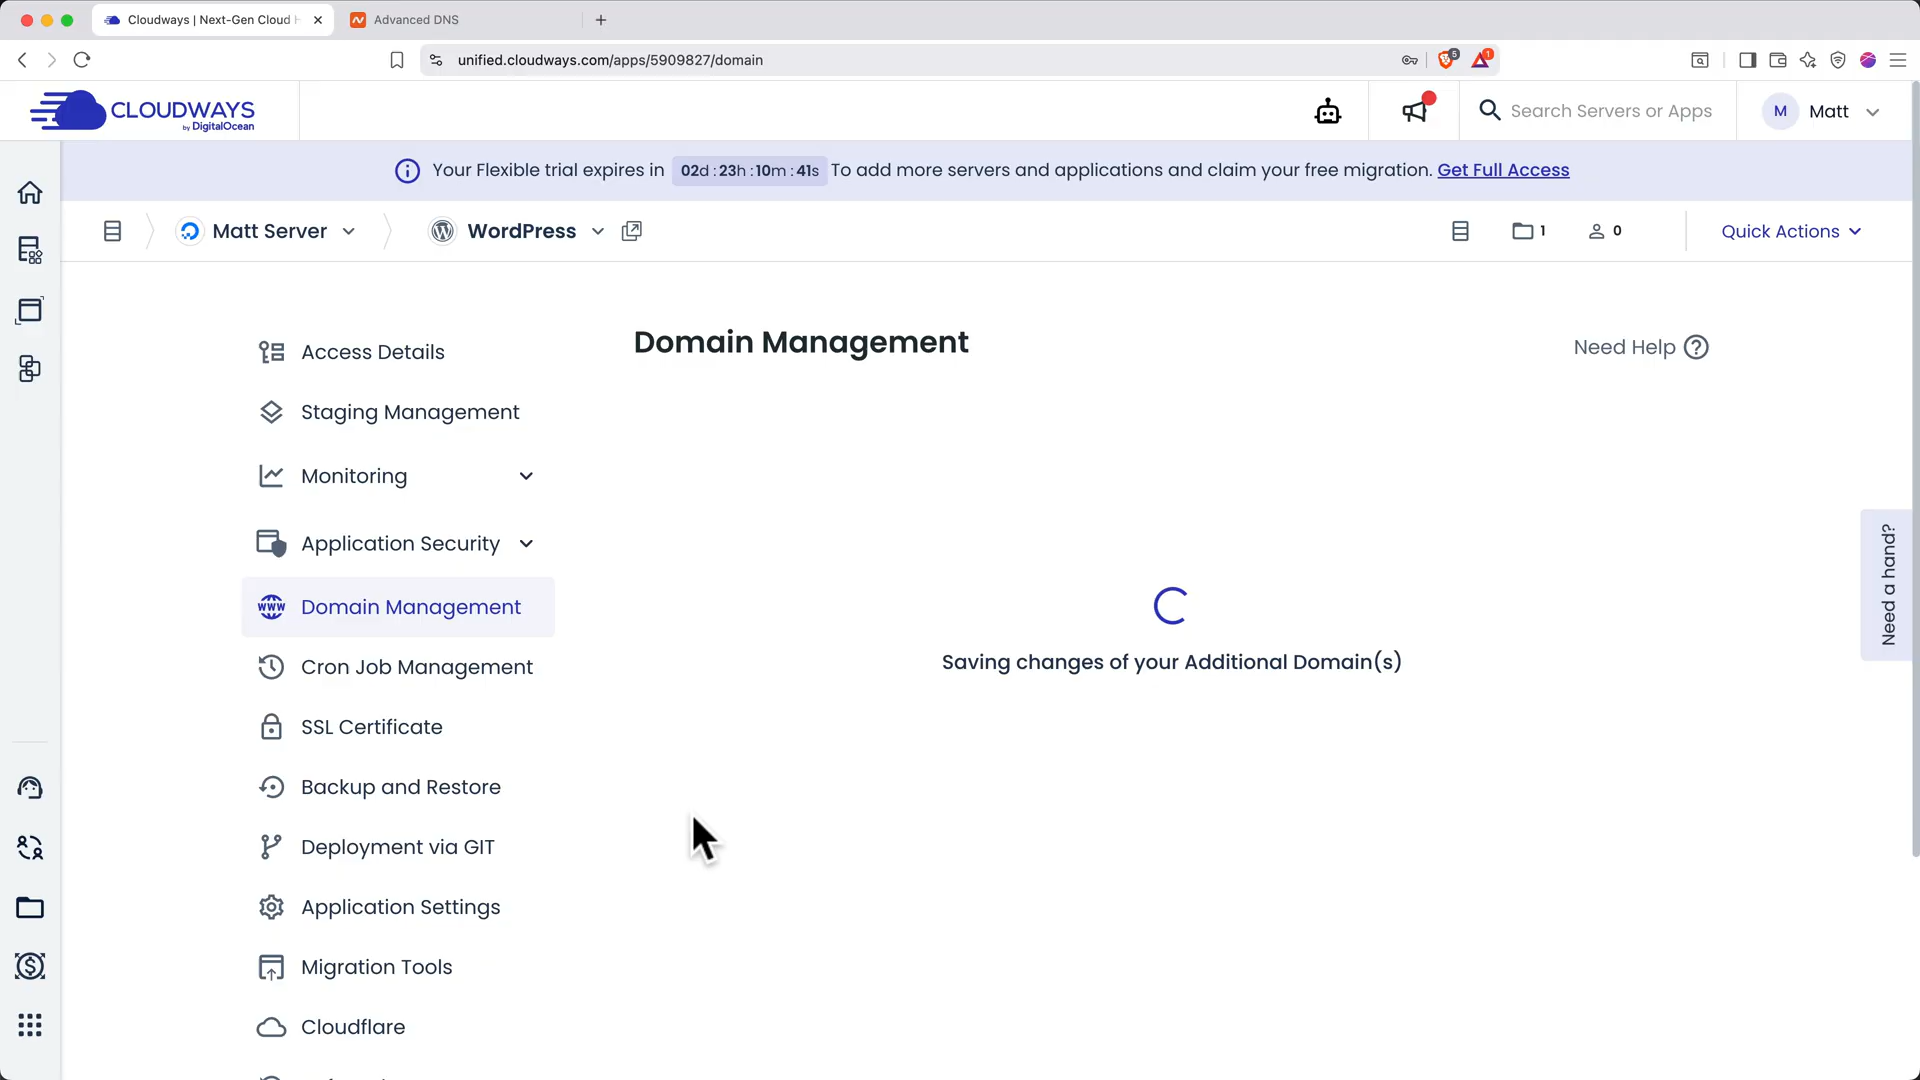 Cloudways | Next-Gen Cloud H
Advanced DNS
unified.cloudways.com/apps/5909827/domain
5
1
CLOUDWAYS
by DigitalOcean
Search Servers or Apps
M
Matt
Your Flexible trial expires in 02d : 23h : 10m : 41s To add more servers and applications and claim your free migration. Get Full Access
Matt Server
WordPress
1
0
Quick Actions
Access Details
Staging Management
Monitoring
Application Security
WWW
Domain Management
Cron Job Management
SSL Certificate
Backup and Restore
Deployment via GIT
Application Settings
Migration Tools
Cloudflare
Domain Management
Need Help
Saving changes of your Additional Domain(s)
Need a hand?